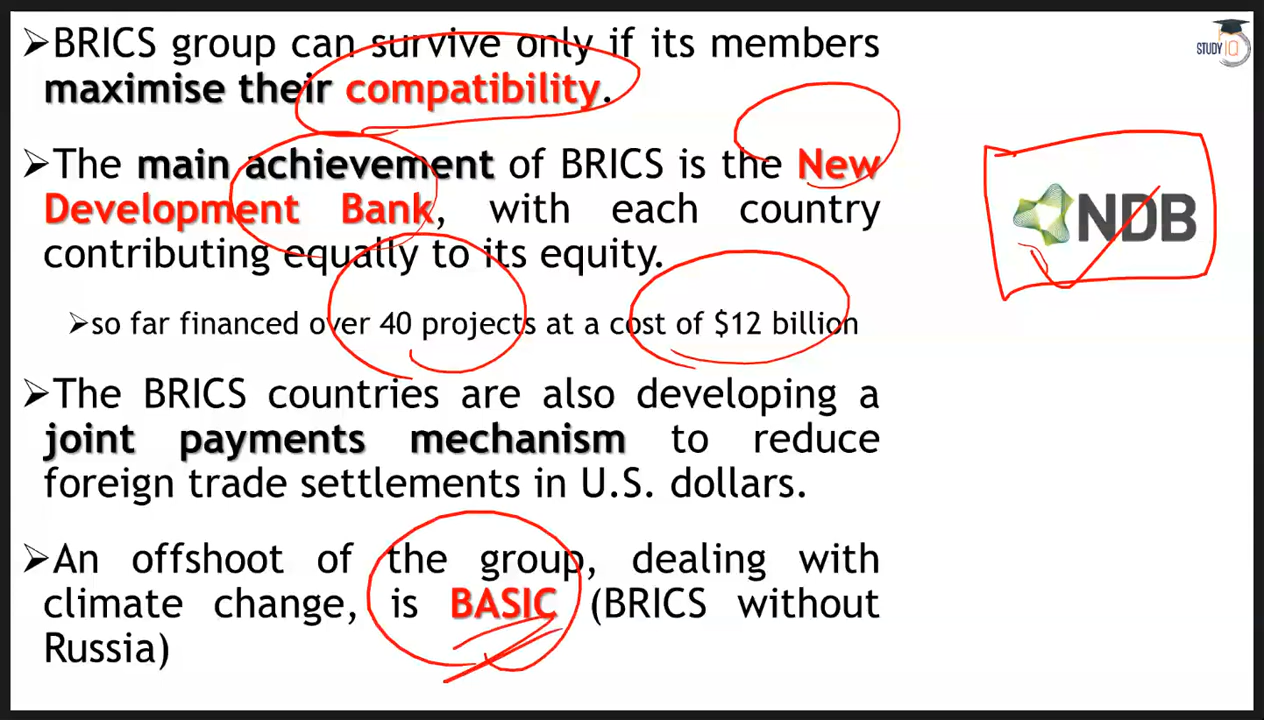 ➢BRICS group can survive only if its members
maximise their compatibility.
➢The main achievement of BRICS is the New
Development Bank, with each country
contributing equally to its equity.
➢so far financed over 40 projects at a cost of $12 billion
➢The BRICS countries are also developing a
joint payments mechanism to reduce
foreign trade settlements in U.S. dollars.
➢An offshoot of the group, dealing with
climate change, is BASIC (BRICS without
Russia)
STUDY IQ
NDB